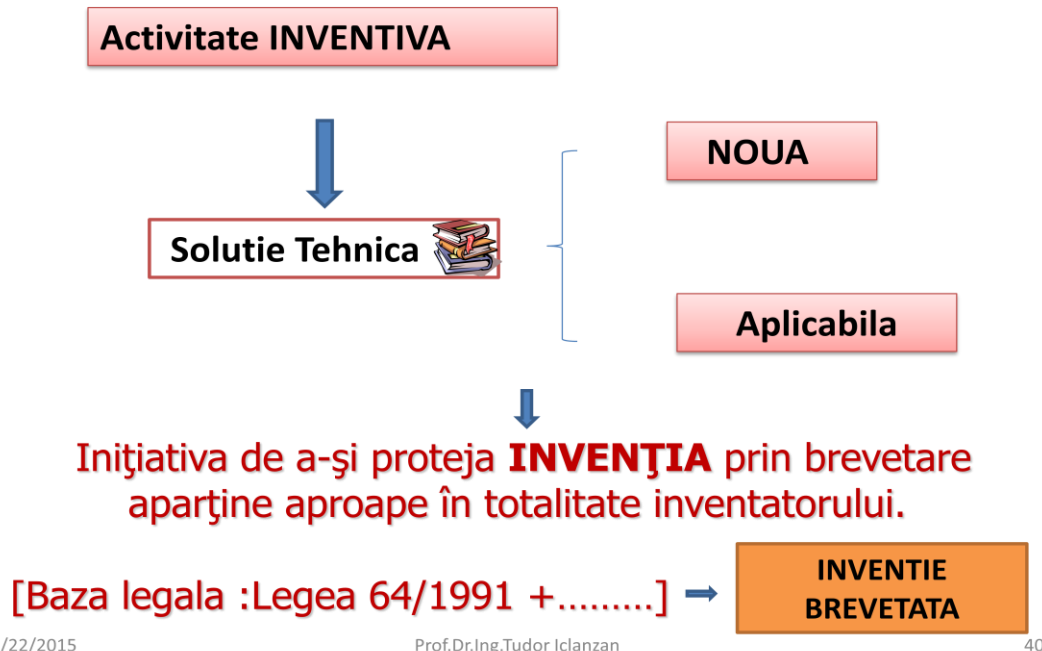 Activitate INVENTIVA
NOUA
Solutie Tehnica
Aplicabila
Iniţiativa de a-şi proteja INVENŢIA prin brevetare
aparţine aproape în totalitate inventatorului.
[Baza legala :Legea 64/1991 +.........]
INVENTIE
BREVETATA
/22/2015
Prof.Dr.Ing.Tudor Iclanzan
40